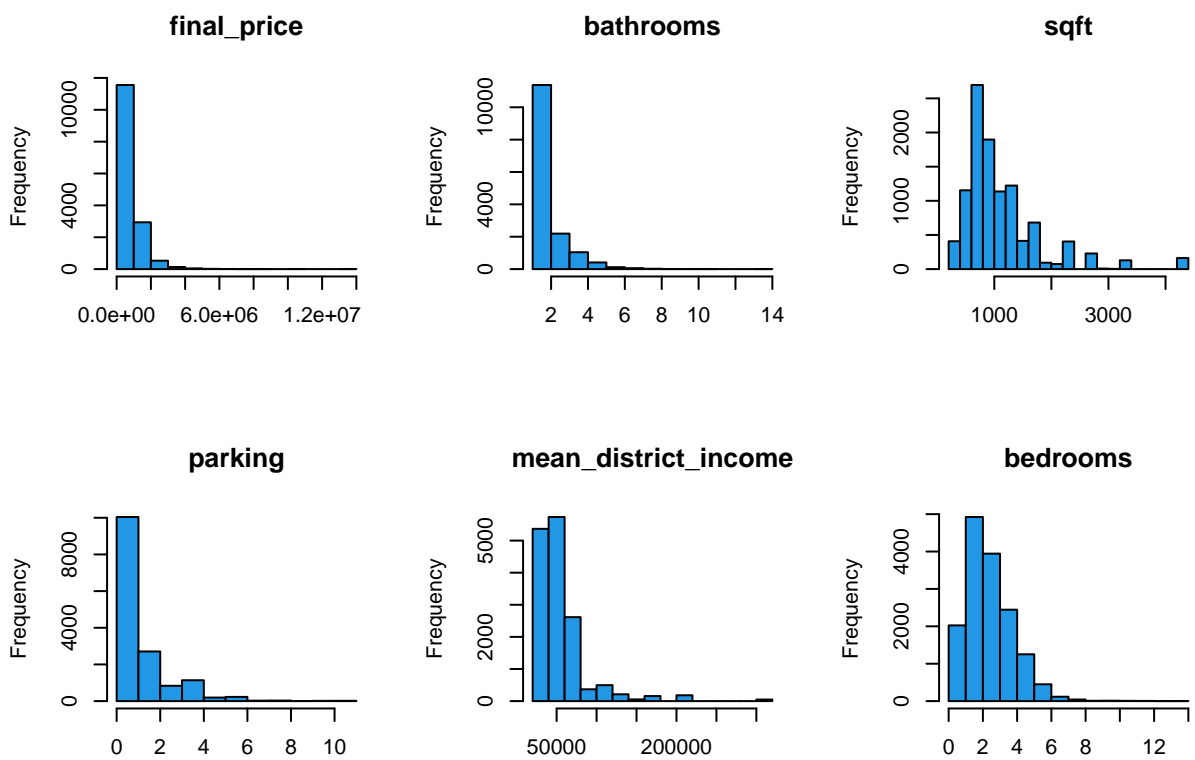 final_price
bathrooms
sqft
Frequency
0
4000
10000
0.0e+00 6.0e+06 1.2e+07
Frequency
0
4000
10000
2 4 6 8 10 14
Frequency
0
1000
2000
1000 3000
parking
mean_district_income
bedrooms
Frequency
0
4000
8000
0 2 4 6 8 10
Frequency
0
2000
5000
50000 200000
Frequency
0
2000
4000
0 2 4 6 8 12